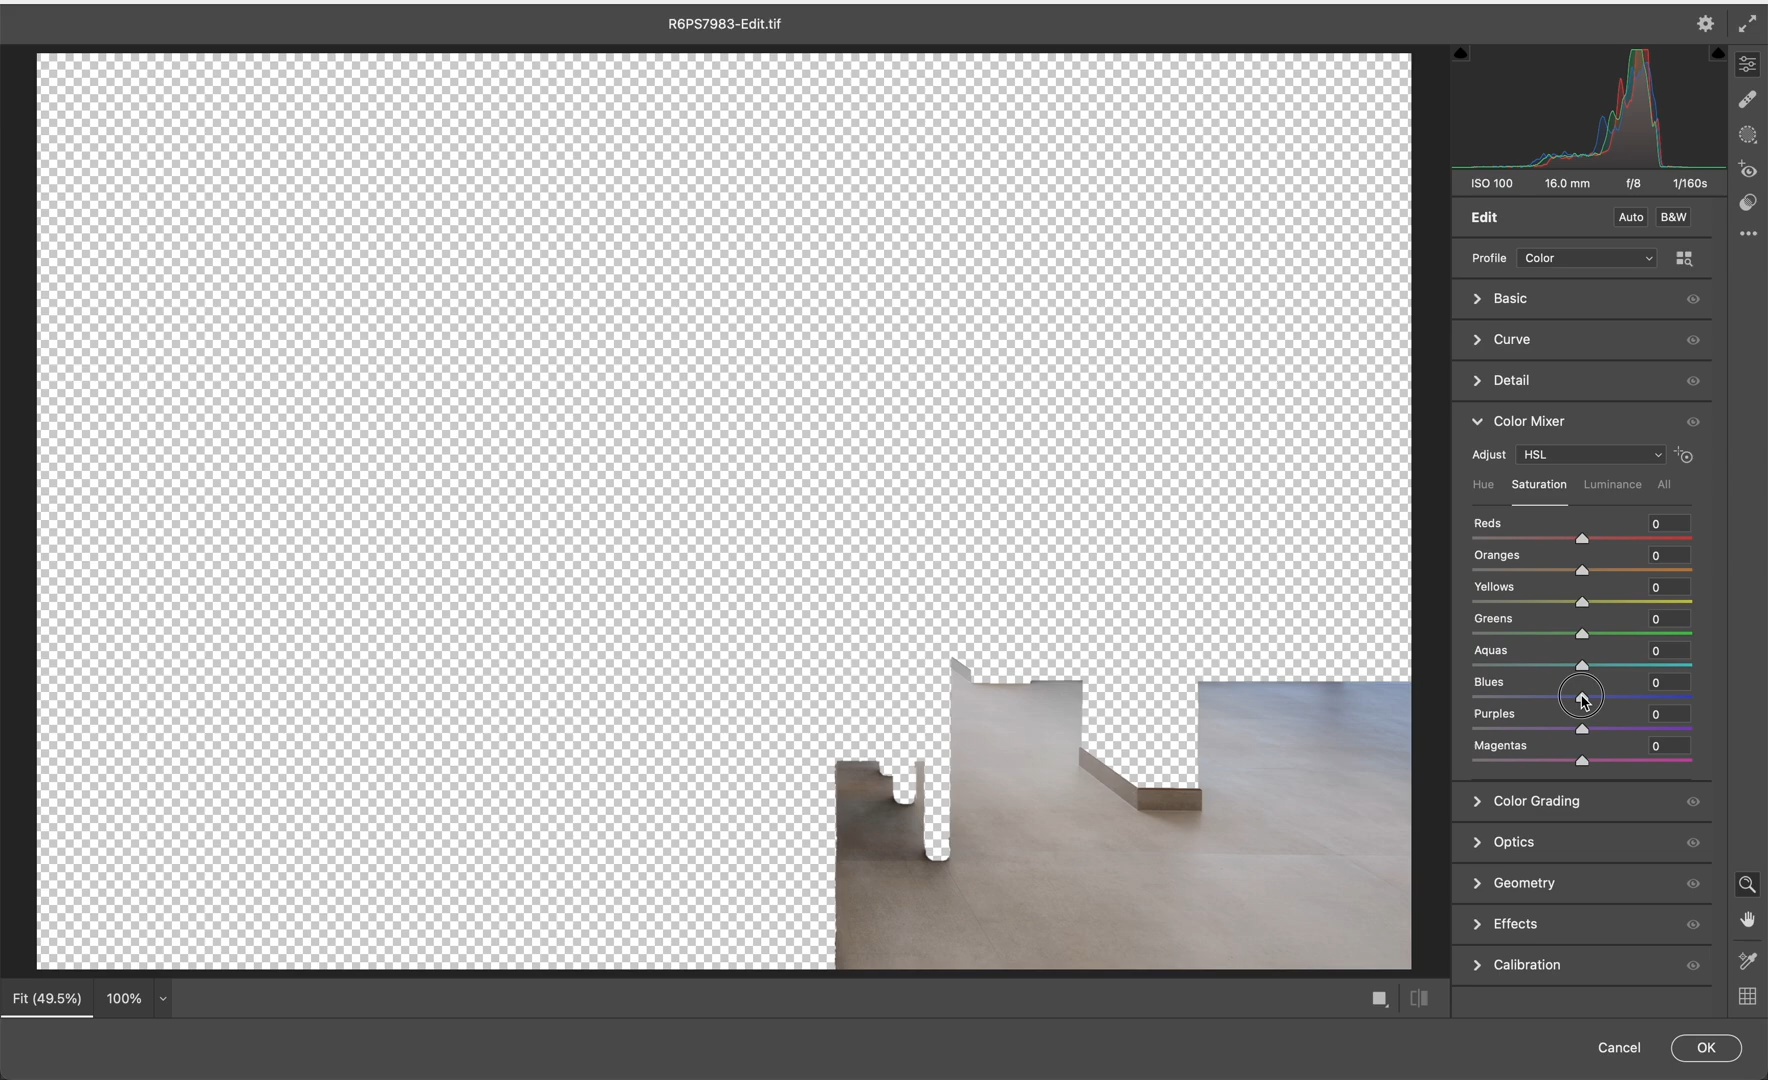 R6PS7983-Edit.tif
ISO 100 16.0 mm f/8 1/160s
Edit Auto B&W
Profile Color
Basic
Curve
Detail
Color Mixer
Adjust HSL
Hue Saturation Luminance All
Reds 0
Oranges 0
Yellows 0
Greens 0
Aquas 0
Blues 0
Purples 0
Magentas 0
Color Grading
Optics
Geometry
Effects
Calibration
Fit (49.5%) 100%
Cancel OK